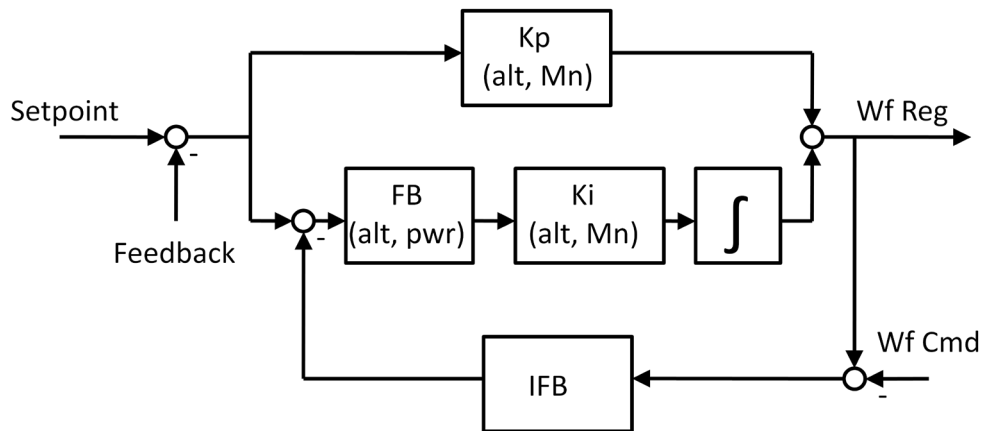 Kp
(alt, Mn)
Setpoint
Wf Reg
-
FB
(alt, pwr)
Ki
(alt, Mn)
∫
-
Feedback
Wf Cmd
IFB
-